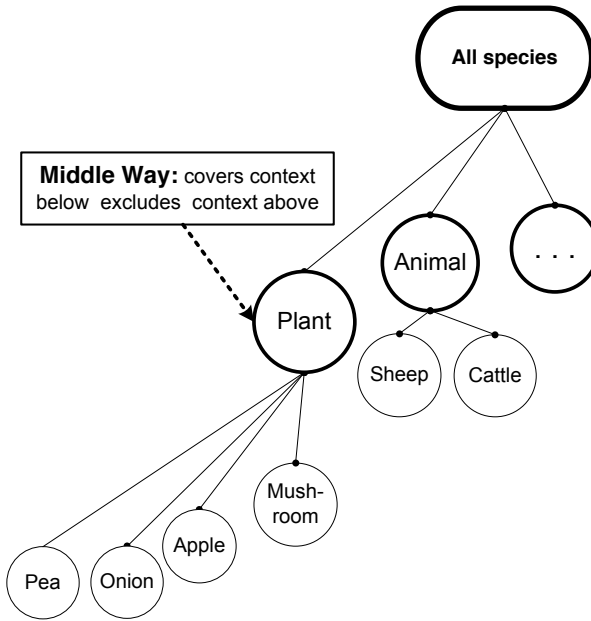 All species
Middle Way: covers context
below excludes context above
Animal
. . .
Plant
Sheep
Cattle
Mush-
room
Apple
Pea
Onion